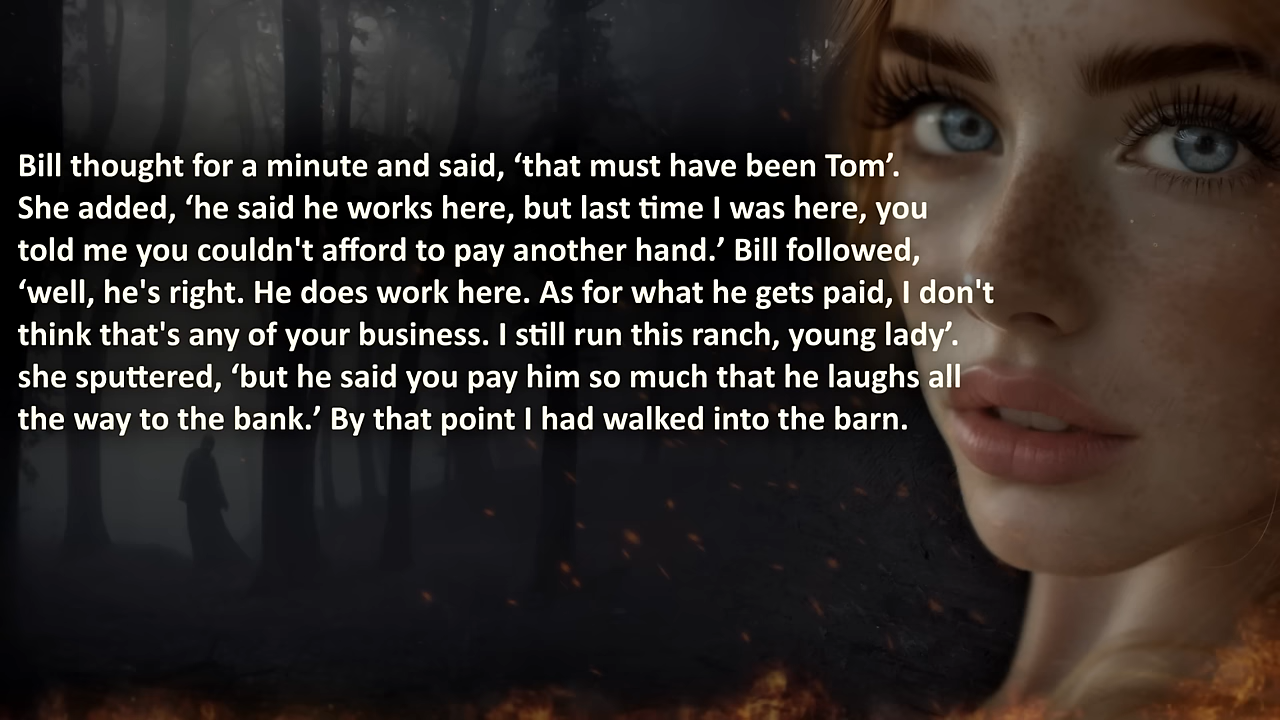 Bill thought for a minute and said, ‘that must have been Tom’.
She added, ‘he said he works here, but last time I was here, you
told me you couldn't afford to pay another hand.’ Bill followed,
‘well, he's right. He does work here. As for what he gets paid, I don't
think that's any of your business. I still run this ranch, young lady’.
she sputtered, ‘but he said you pay him so much that he laughs all
the way to the bank.’ By that point I had walked into the barn.